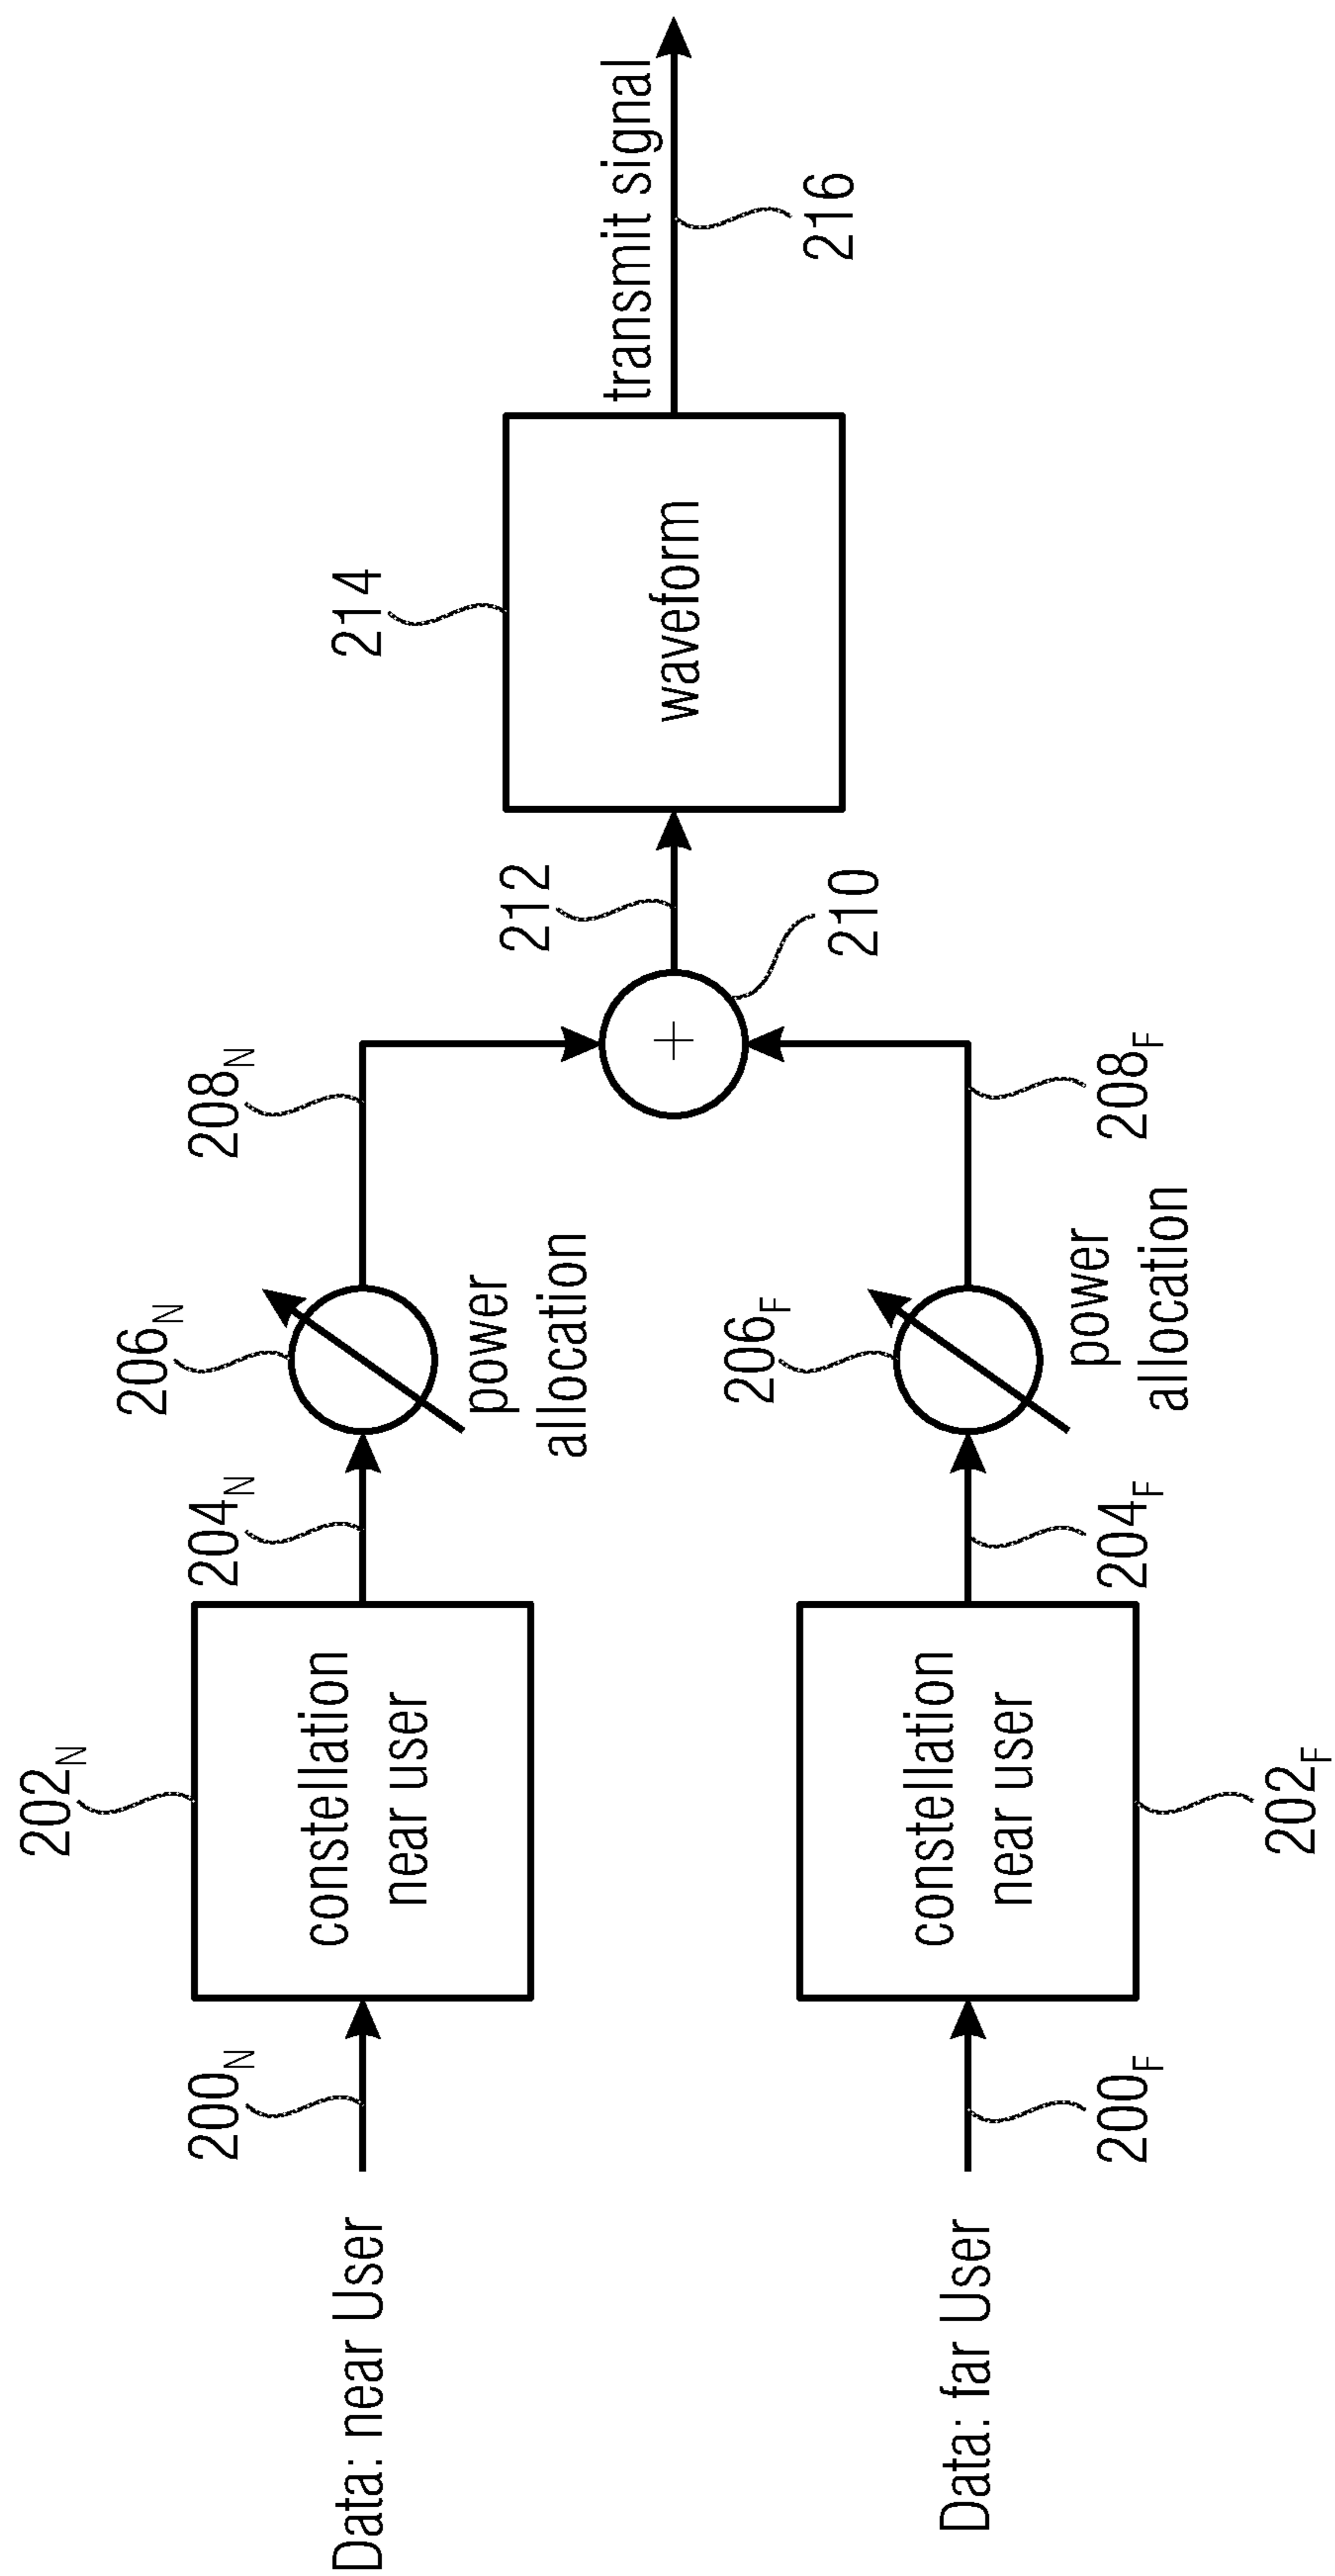 Data: near User
200N
202N
constellation
near user
204N
206N
power
allocation
208N
Data: far User
200F
202F
constellation
near user
204F
206F
power
allocation
208F
210
212
214
waveform
transmit signal
216